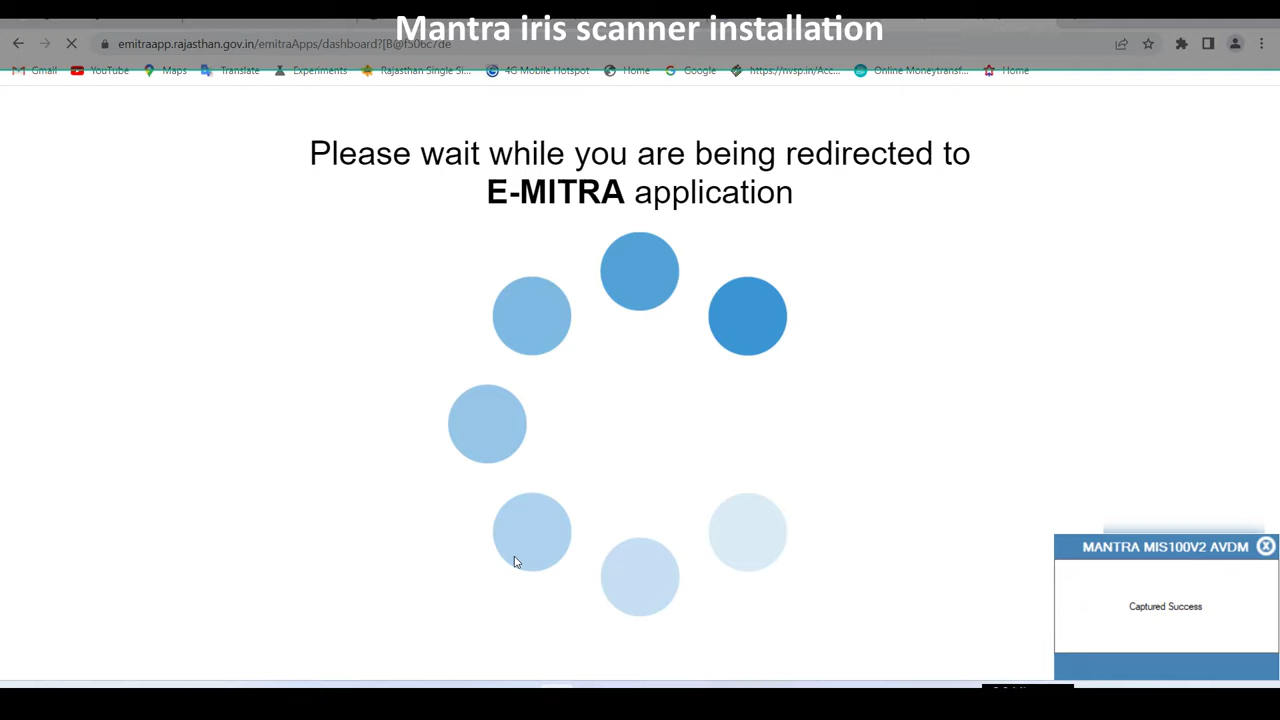 Mantra iris scanner installation
emitraapp.rajasthan.gov.in/emitraApps/dashboard?[B@f506c7de
Gmail YouTube Maps Translate Experiments Rajasthan Single Si... 4G Mobile Hotspot Home Google https://nvsp.in/Acc... Online Moneytransf... Home
Please wait while you are being redirected to
E-MITRA application
MANTRA MIS100V2 AVDM
Captured Success